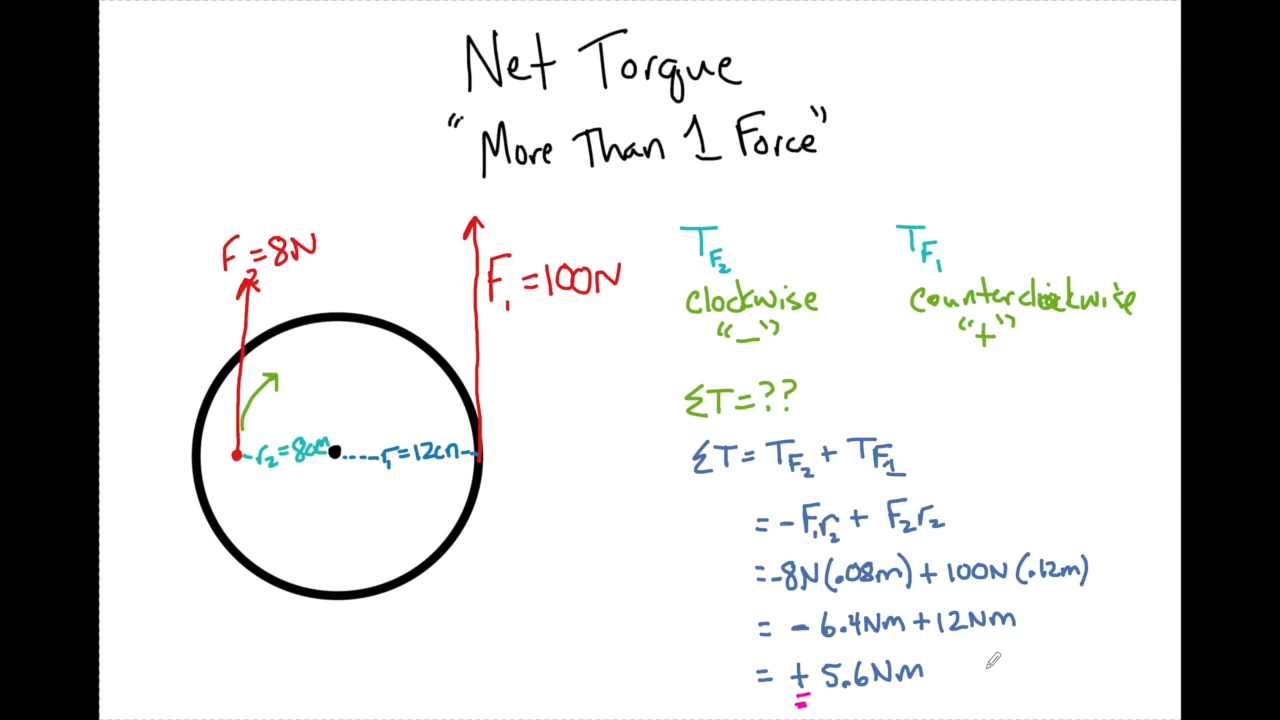 Net Torque
"More Than 1 Force"
F₂=8N
F₁=100N
r₂=8cm
r₁=12cm
T_F₂
clockwise
"-"
T_F₁
counterclockwise
"+"
ΣT=??
ΣT= T_F₂ + T_F₁
= -F₁r₂ + F₂r₂
=-8N(.08m)+100N(.12m)
= - 6.4Nm+12Nm
= + 5.6Nm